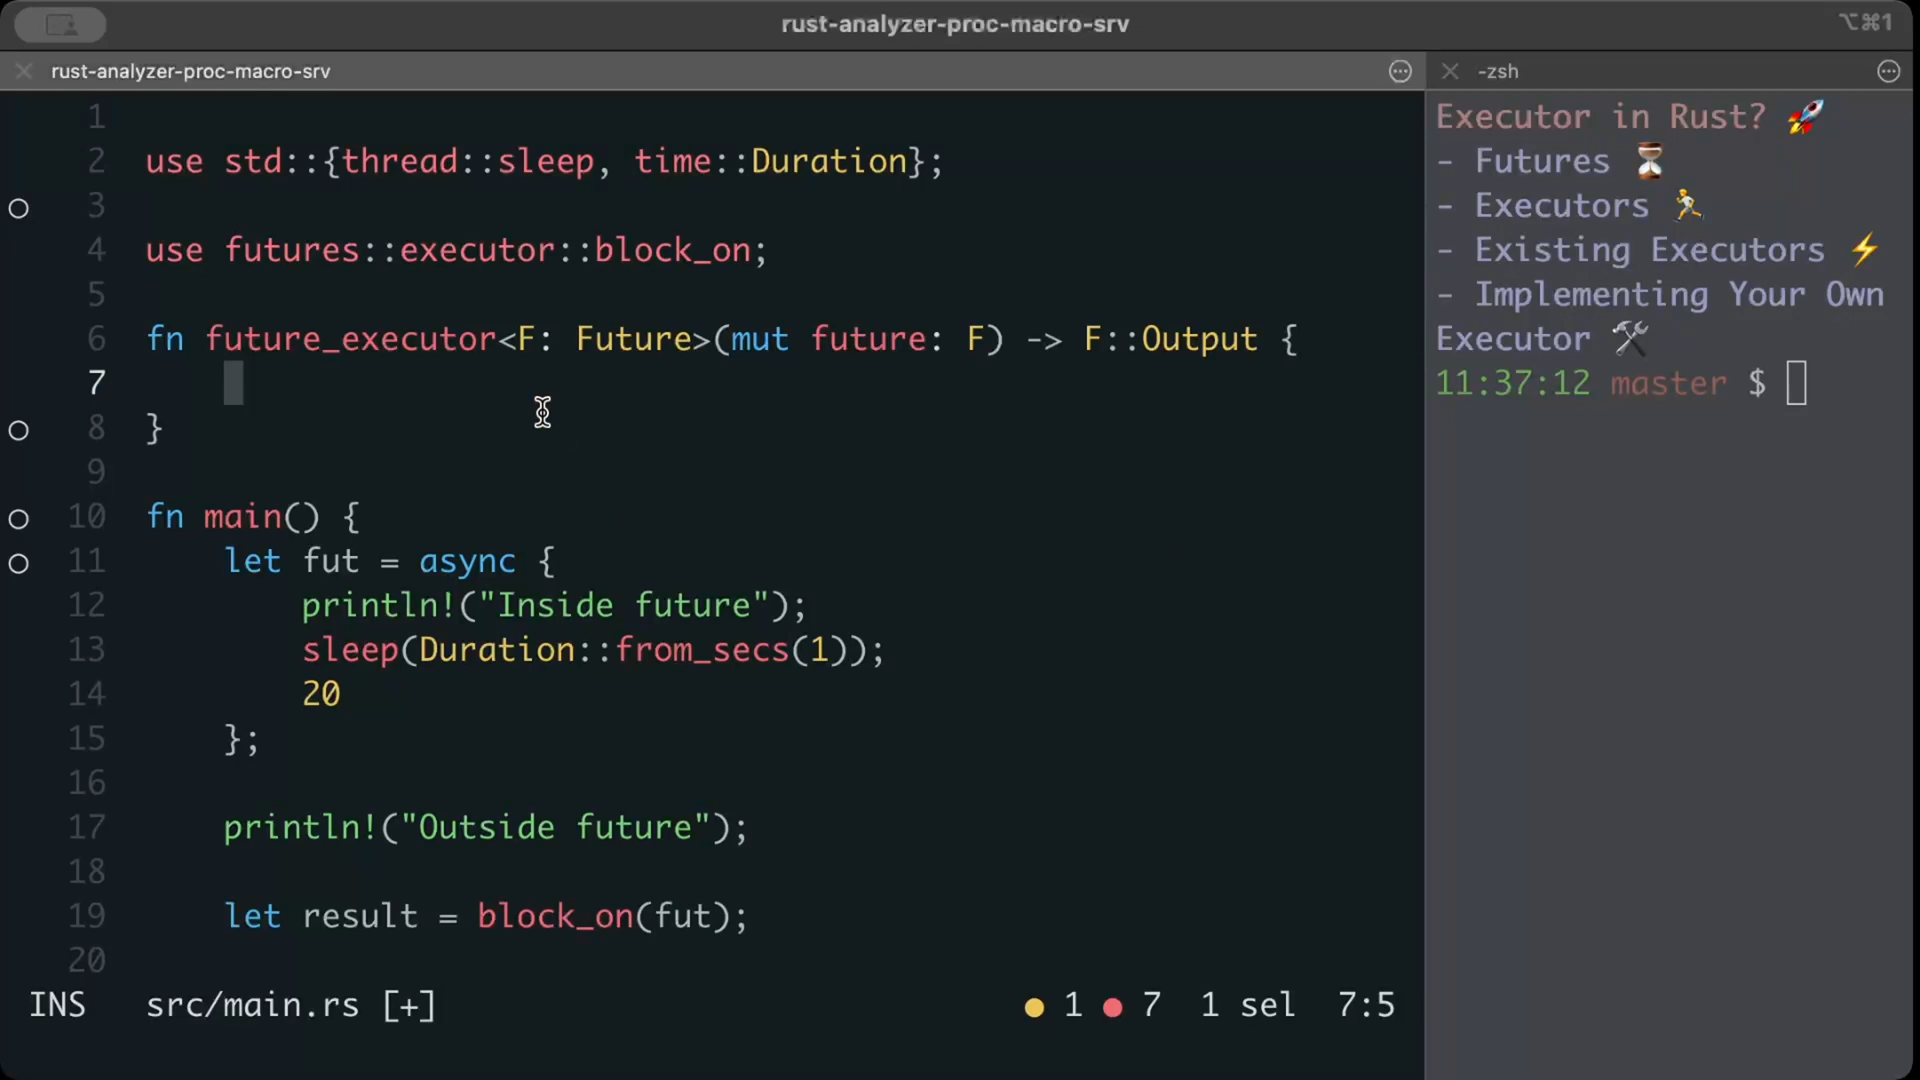 rust-analyzer-proc-macro-srv
⌥⌘1
rust-analyzer-proc-macro-srv
-zsh
1
2 use std::{thread::sleep, time::Duration};
3
4 use futures::executor::block_on;
5
6 fn future_executor<F: Future>(mut future: F) -> F::Output {
7
8 }
9
10 fn main() {
11     let fut = async {
12         println!("Inside future");
13         sleep(Duration::from_secs(1));
14         20
15     };
16
17     println!("Outside future");
18
19     let result = block_on(fut);
20
INS src/main.rs [+] 1 7 1 sel 7:5
Executor in Rust? 🚀
- Futures ⏳
- Executors 🏃
- Existing Executors ⚡
- Implementing Your Own
Executor 🛠
11:37:12 master $